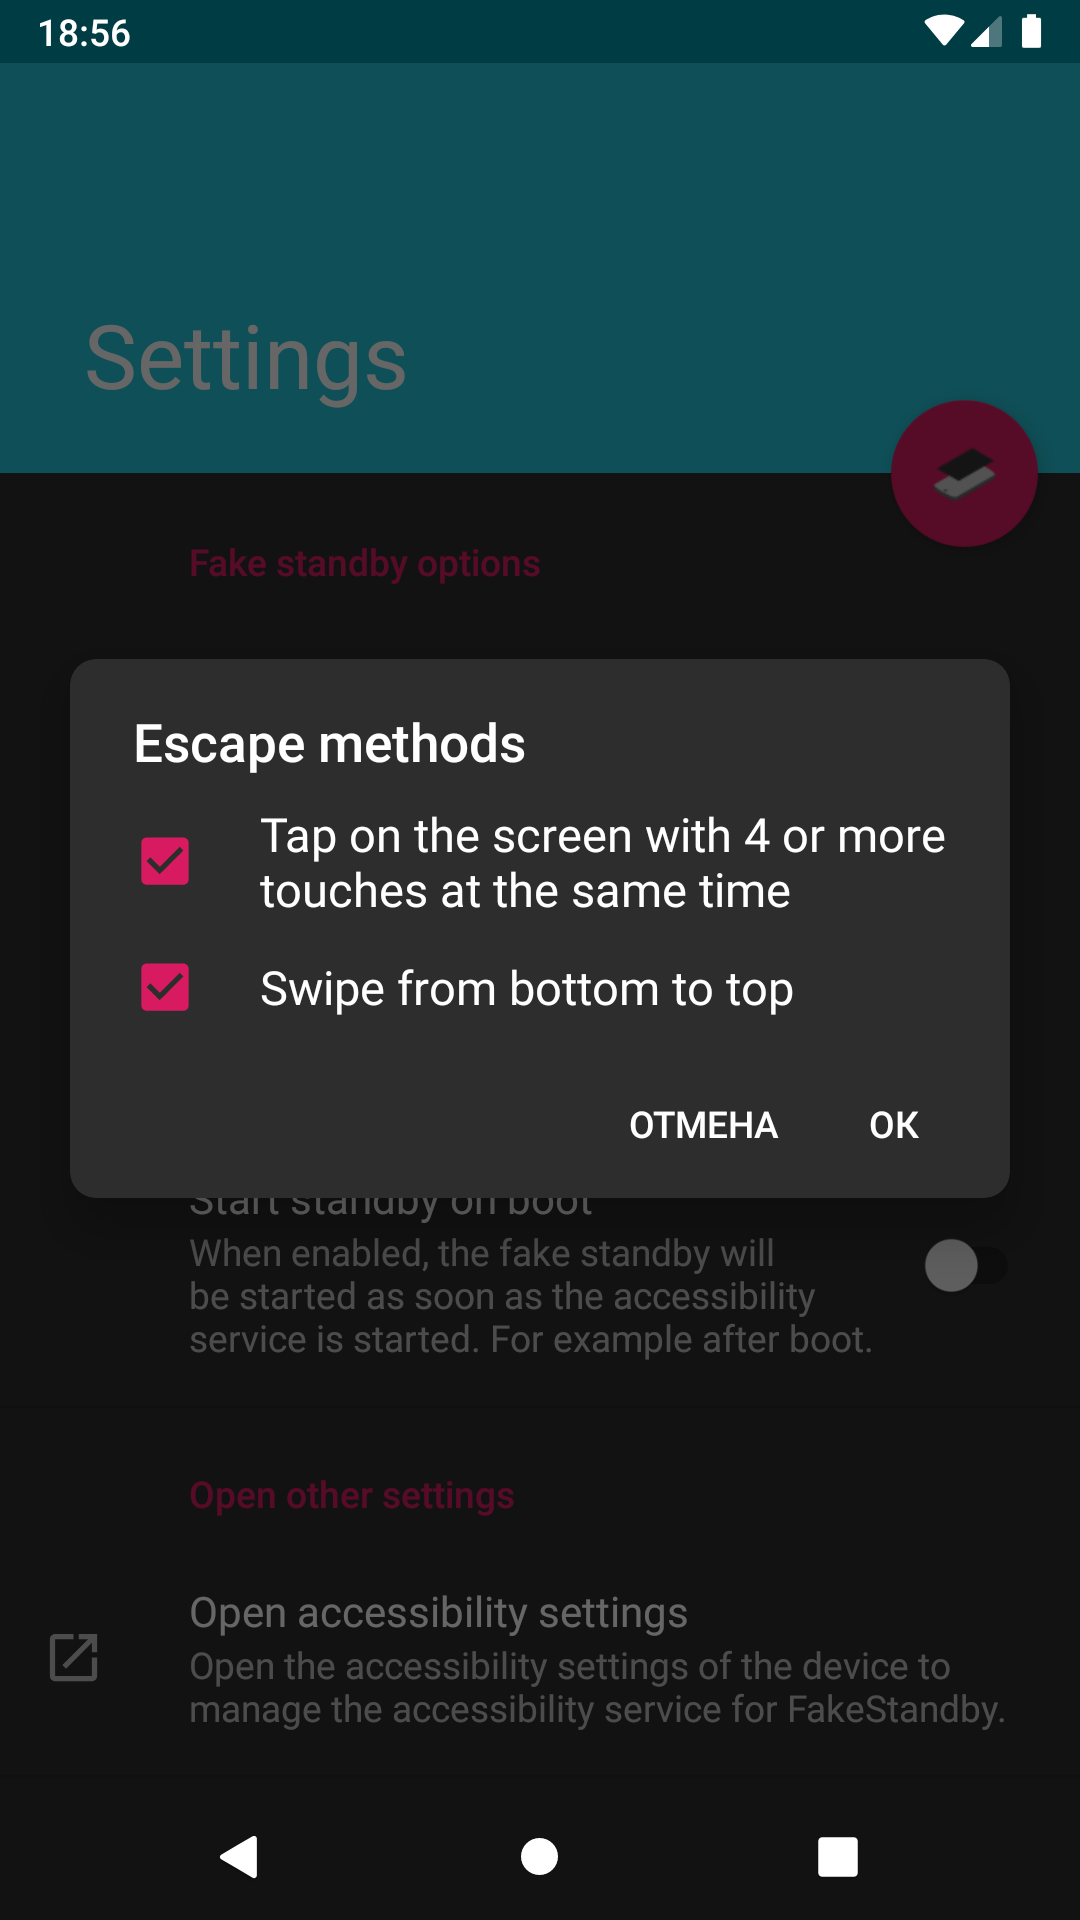 18:56
Settings
Fake standby options
Escape methods
Tap on the screen with 4 or more
touches at the same time
Swipe from bottom to top
ОТМЕНА
ОК
Start standby on boot
When enabled, the fake standby will
be started as soon as the accessibility
service is started. For example after boot.
Open other settings
Open accessibility settings
Open the accessibility settings of the device to
manage the accessibility service for FakeStandby.